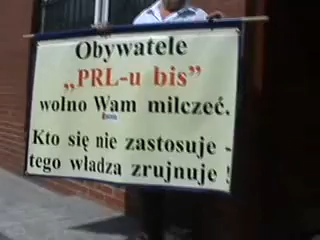 Obywatele
„PRL-u bis”
wolno Wam milczeć.
Kto się nie zastosuje -
tego władza zrujnuje !